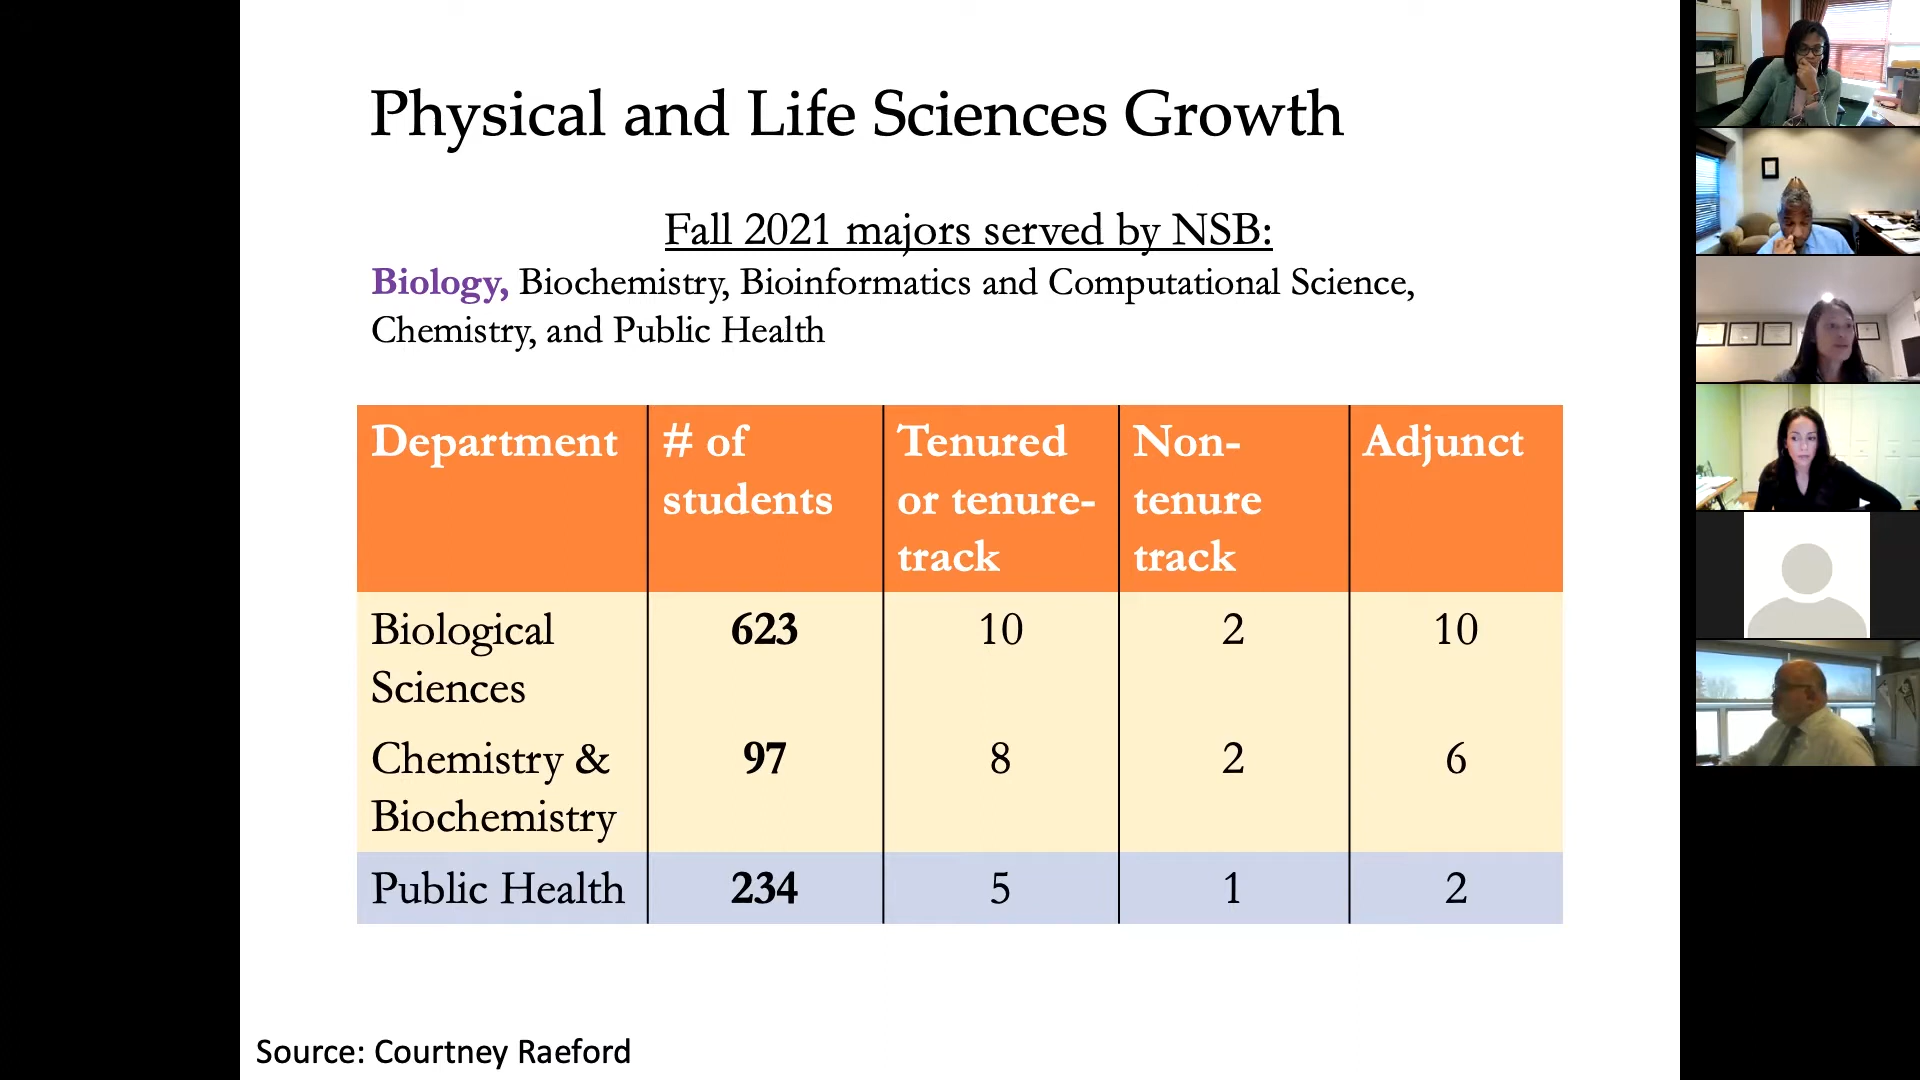 Physical and Life Sciences Growth
Fall 2021 majors served by NSB:
Biology, Biochemistry, Bioinformatics and Computational Science,
Chemistry, and Public Health
Department # of students Tenured or tenure-track Non-tenure track Adjunct
Biological Sciences 623 10 2 10
Chemistry & Biochemistry 97 8 2 6
Public Health 234 5 1 2
Source: Courtney Raeford